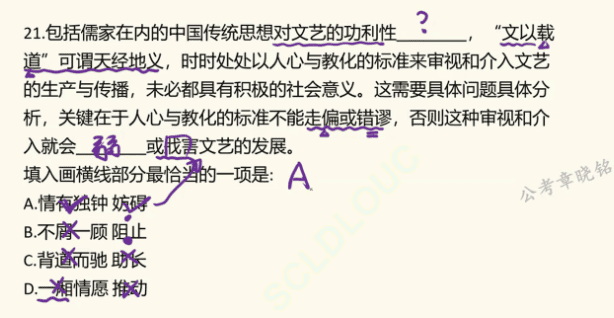 21.包括儒家在内的中国传统思想对文艺的功利性________，“文以载
道”可谓天经地义，时时处处以人心与教化的标准来审视和介入文艺
的生产与传播，未必都具有积极的社会意义。这需要具体问题具体分
析，关键在于人心与教化的标准不能走偏或错谬，否则这种审视和介
入就会________或戕害文艺的发展。
填入画横线部分最恰当的一项是：
A.情有独钟 妨碍
B.不屑一顾 阻止
C.背道而驰 助长
D.一厢情愿 推动
？
弱
A
公考章晓铭
SCLDLOUC